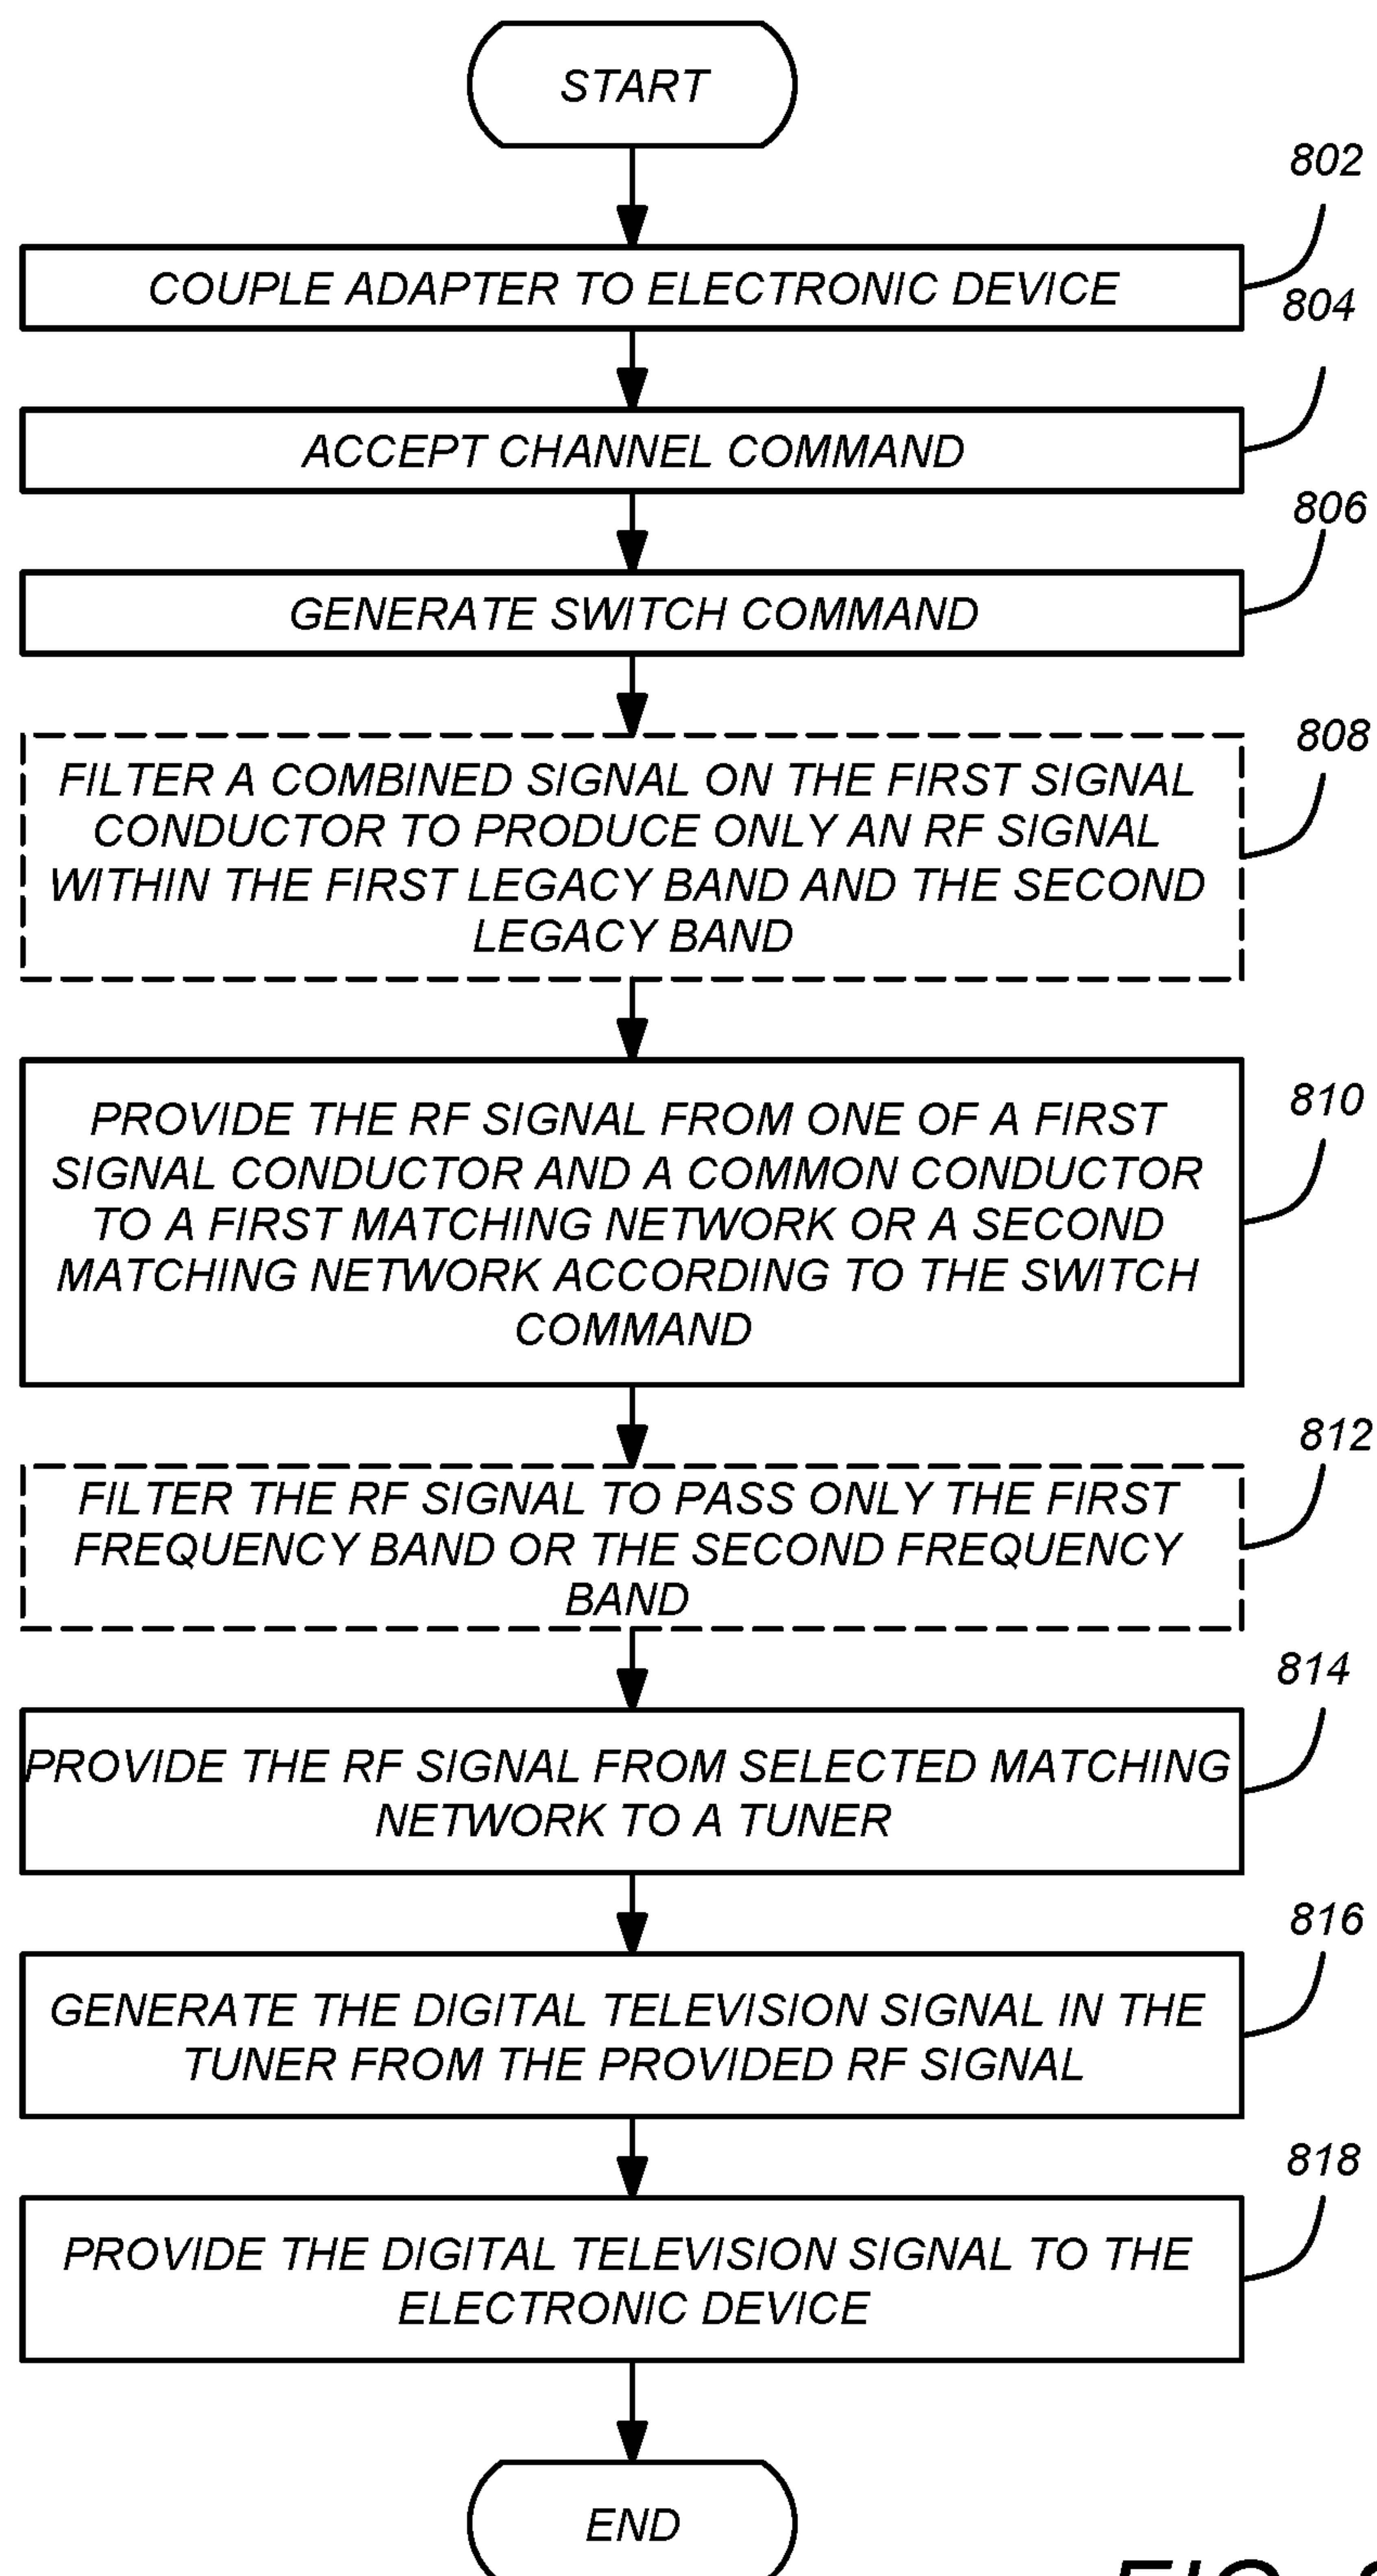 START
802
COUPLE ADAPTER TO ELECTRONIC DEVICE
804
ACCEPT CHANNEL COMMAND
806
GENERATE SWITCH COMMAND
808
FILTER A COMBINED SIGNAL ON THE FIRST SIGNAL
CONDUCTOR TO PRODUCE ONLY AN RF SIGNAL
WITHIN THE FIRST LEGACY BAND AND THE SECOND
LEGACY BAND
810
PROVIDE THE RF SIGNAL FROM ONE OF A FIRST
SIGNAL CONDUCTOR AND A COMMON CONDUCTOR
TO A FIRST MATCHING NETWORK OR A SECOND
MATCHING NETWORK ACCORDING TO THE SWITCH
COMMAND
812
FILTER THE RF SIGNAL TO PASS ONLY THE FIRST
FREQUENCY BAND OR THE SECOND FREQUENCY
BAND
814
PROVIDE THE RF SIGNAL FROM SELECTED MATCHING
NETWORK TO A TUNER
816
GENERATE THE DIGITAL TELEVISION SIGNAL IN THE
TUNER FROM THE PROVIDED RF SIGNAL
818
PROVIDE THE DIGITAL TELEVISION SIGNAL TO THE
ELECTRONIC DEVICE
END